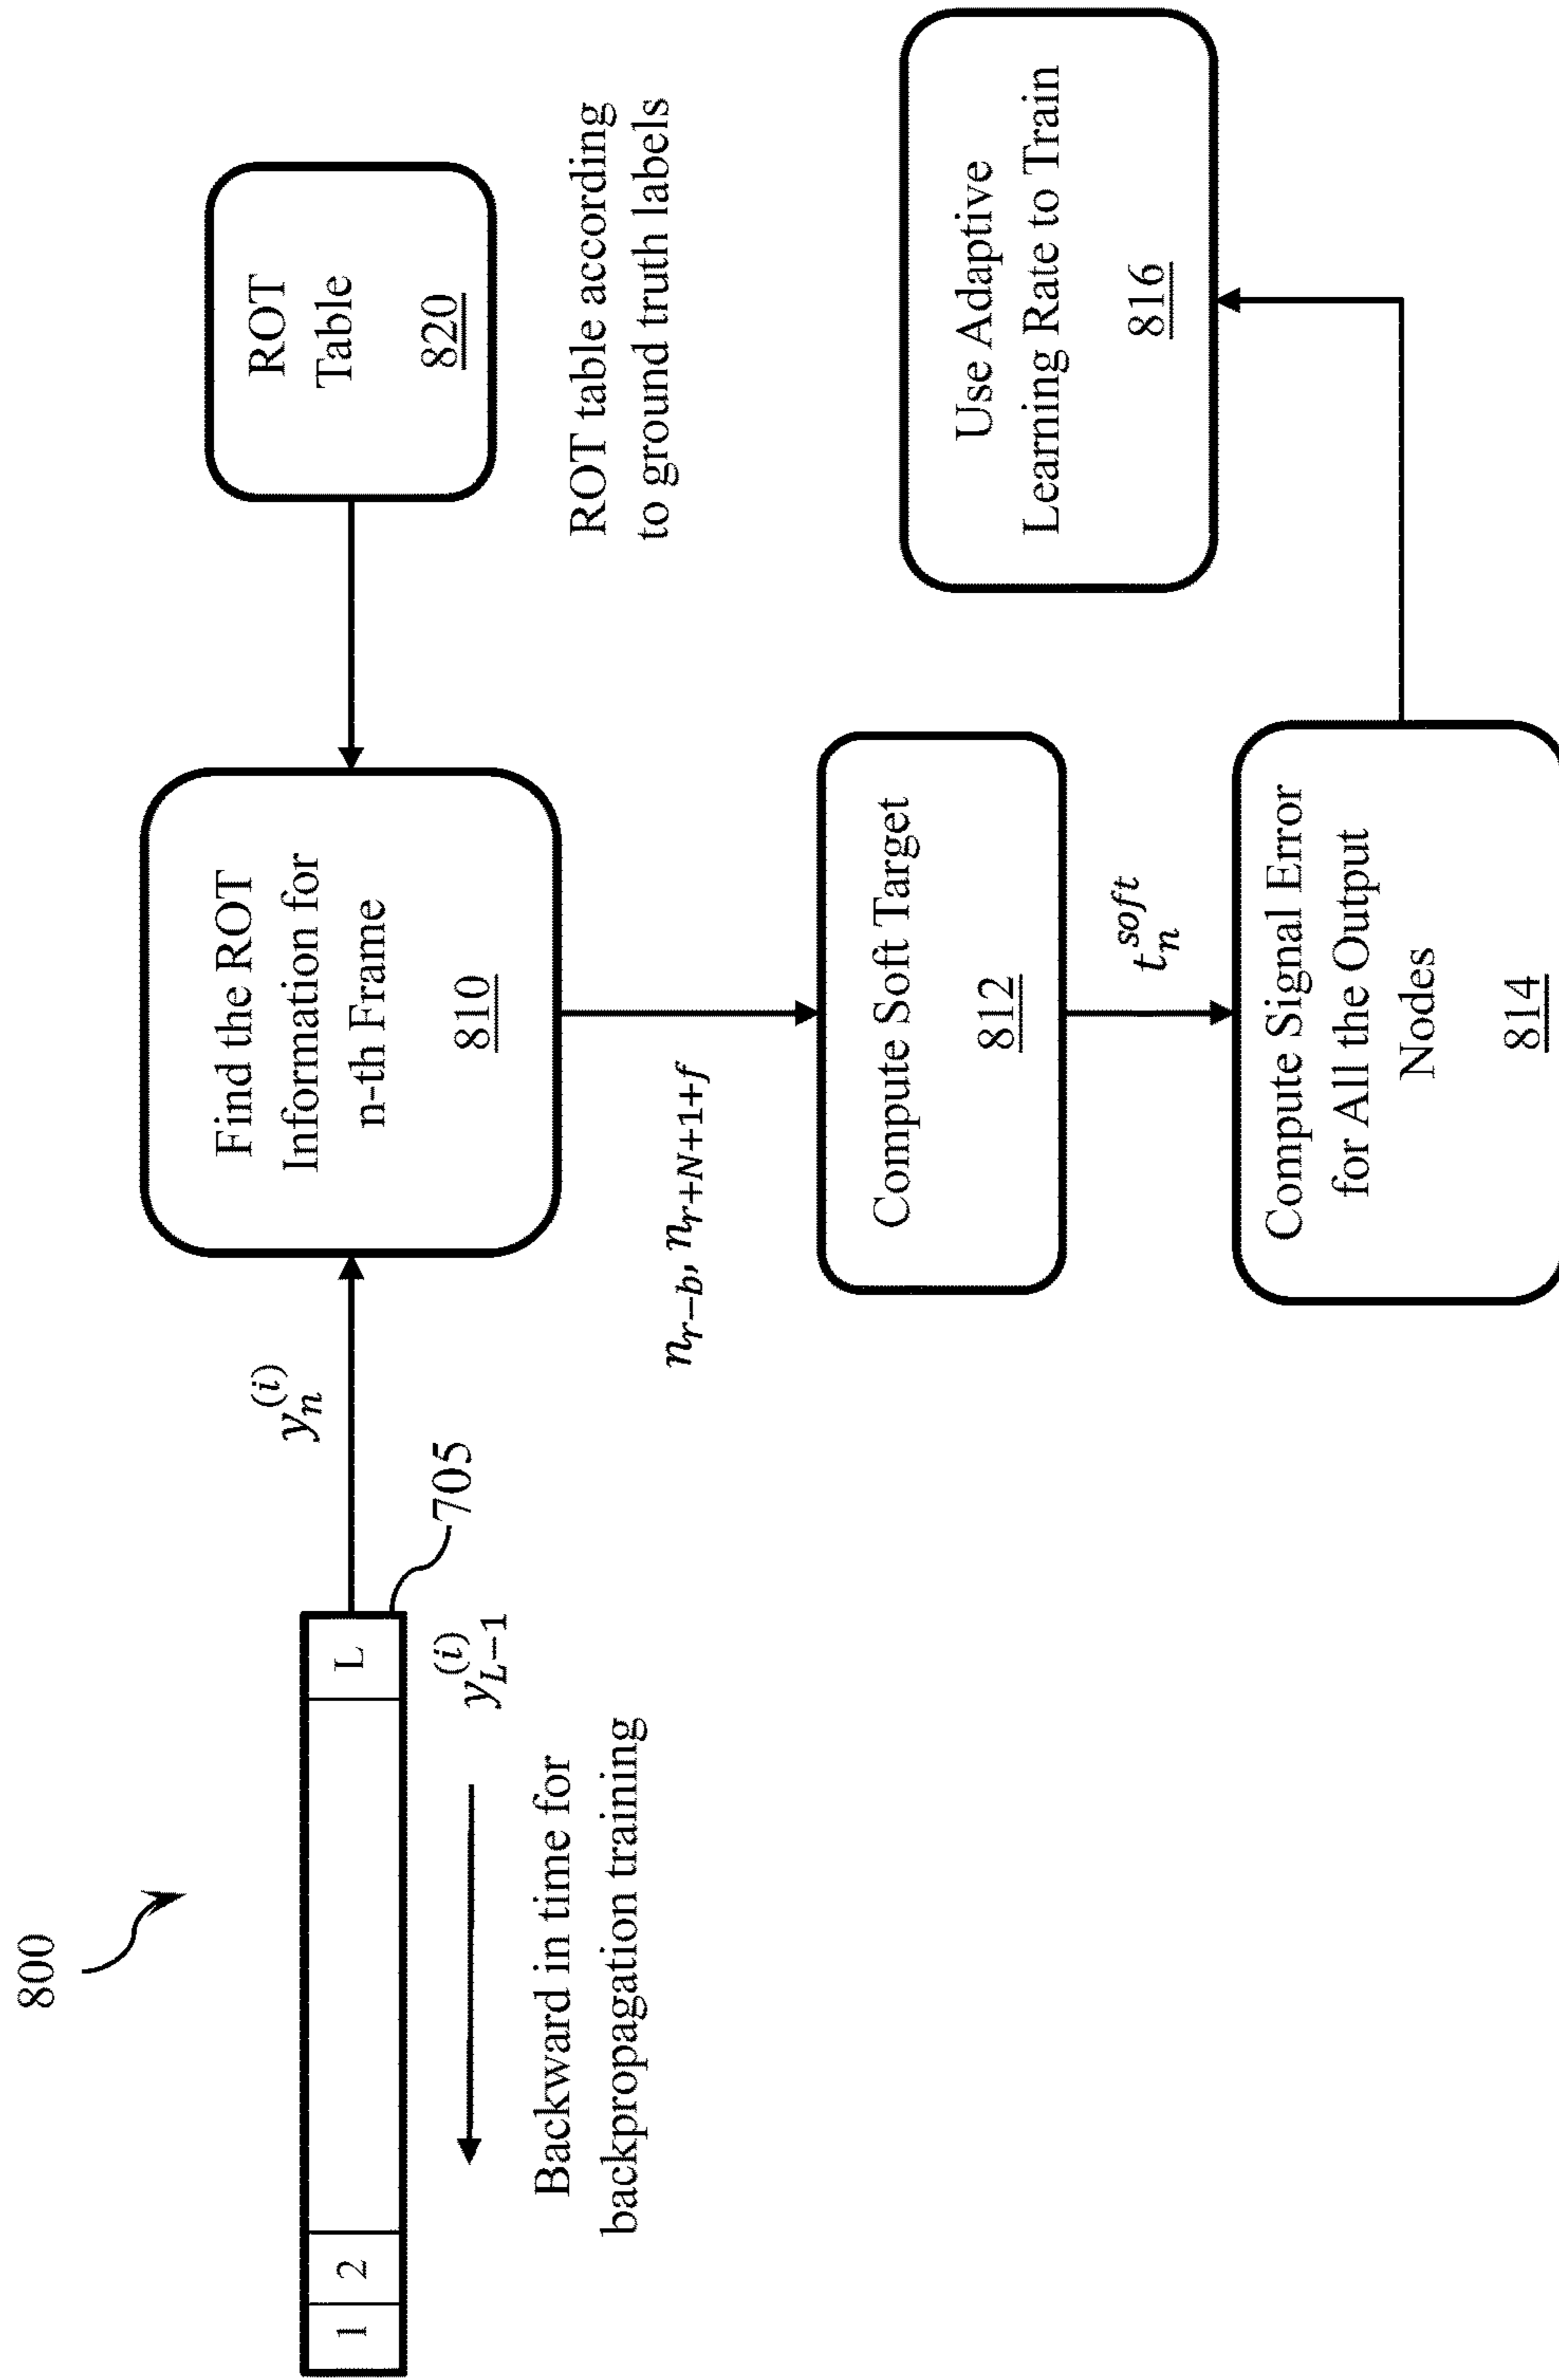 800
1 2 L
705
y_n^{(i)}
y_{L-1}^{(i)}
Backward in time for
backpropagation training
Find the ROT
Information for
n-th Frame
810
ROT
Table
820
ROT table according
to ground truth labels
n_{r-b}, n_{r+N+1+f}
Compute Soft Target
812
t_n^{soft}
Compute Signal Error
for All the Output
Nodes
814
Use Adaptive
Learning Rate to Train
816